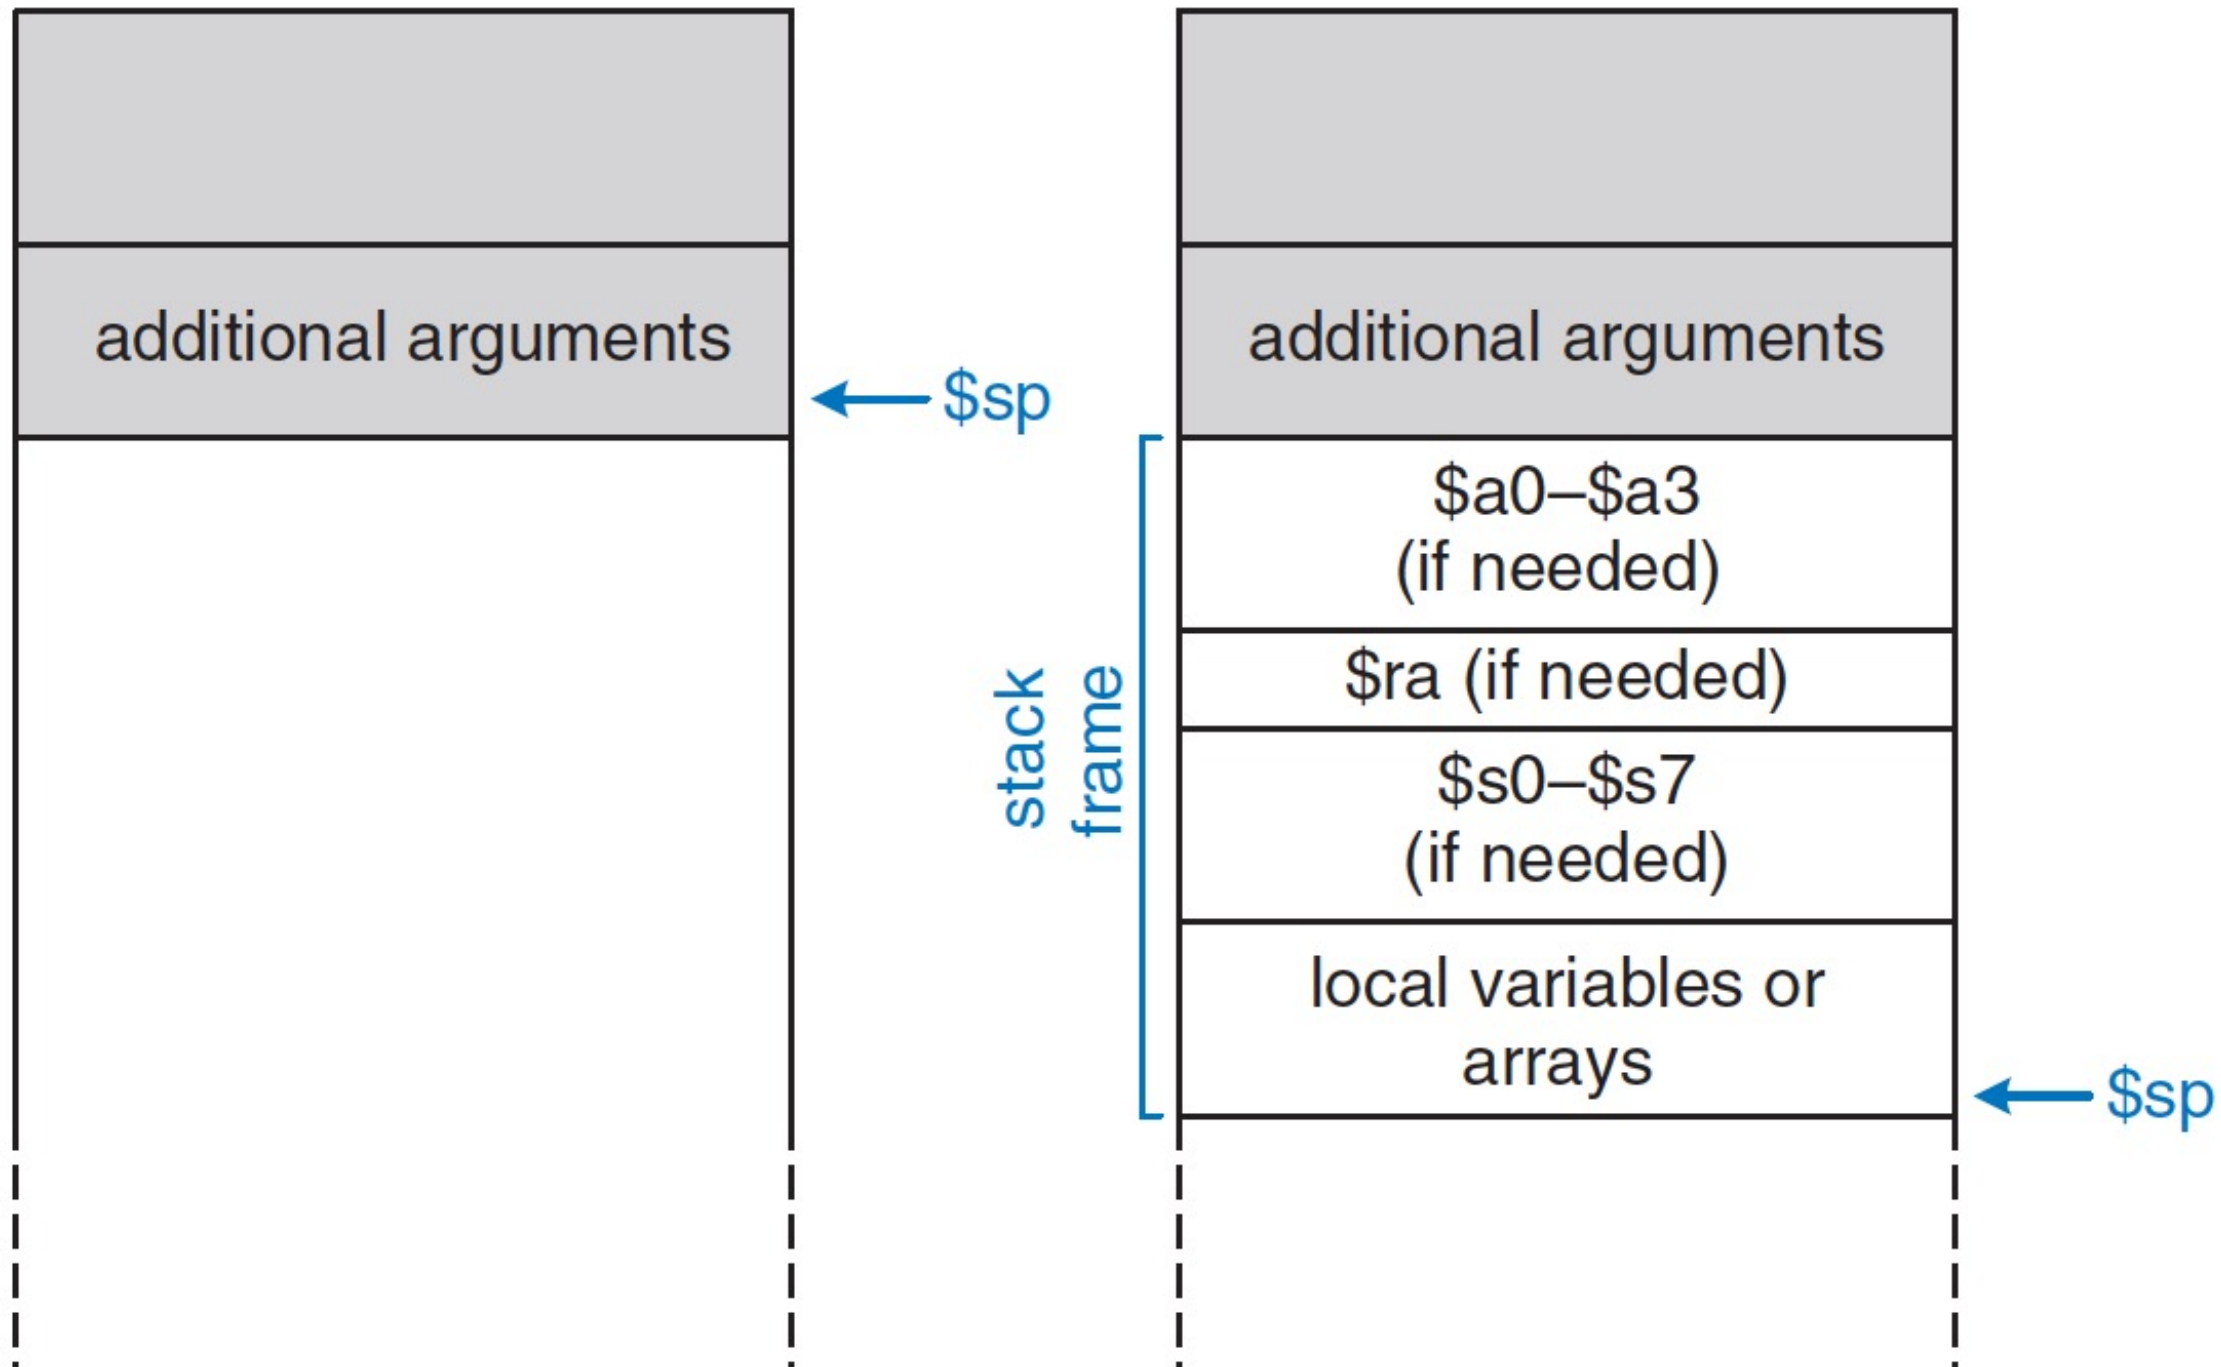 additional arguments
$sp
additional arguments
stack
frame
$a0–$a3
(if needed)
$ra (if needed)
$s0–$s7
(if needed)
local variables or
arrays
$sp